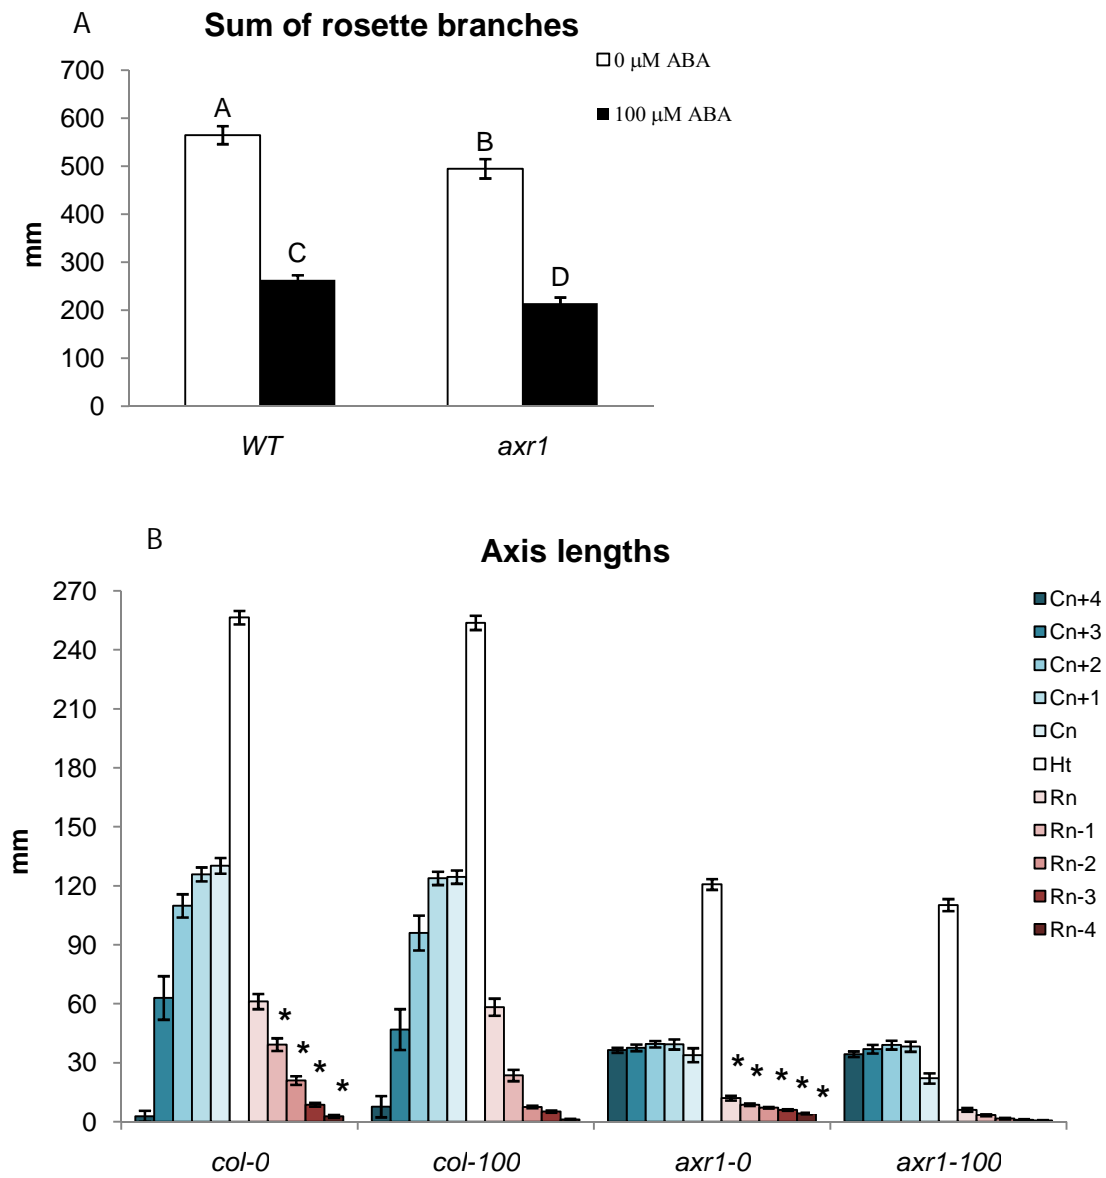 A
Sum of rosette branches
0 μM ABA
100 μM ABA
700
600
500
400
300
200
100
0
mm
A
B
C
D
WT
axr1
B
Axis lengths
270
240
210
180
150
120
90
60
30
0
mm
* * * *
* * * * *
col-0
col-100
axr1-0
axr1-100
Cn+4
Cn+3
Cn+2
Cn+1
Cn
Ht
Rn
Rn-1
Rn-2
Rn-3
Rn-4